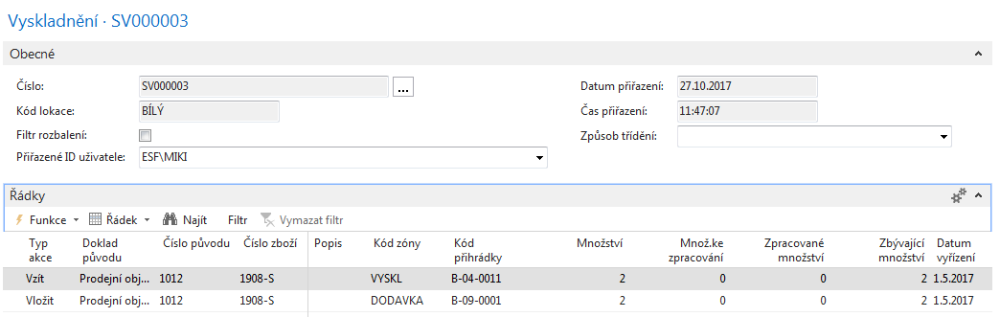 Vyskladnění · SV000003
Obecné
Číslo: SV000003 ... Datum přiřazení: 27.10.2017
Kód lokace: BÍLÝ Čas přiřazení: 11:47:07
Filtr rozbalení: Způsob třídění:
Přiřazené ID uživatele: ESF\MIKI
Řádky
Funkce Řádek Najít Filtr Vymazat filtr
Typ akce Doklad původu Číslo původu Číslo zboží Popis Kód zóny Kód přihrádky Množství Množ.ke zpracování Zpracované množství Zbývající množství Datum vyřízení
Vzít Prodejní obj... 1012 1908-S VYSKL B-04-0011 2 0 0 2 1.5.2017
Vložit Prodejní obj... 1012 1908-S DODAVKA B-09-0001 2 0 0 2 1.5.2017